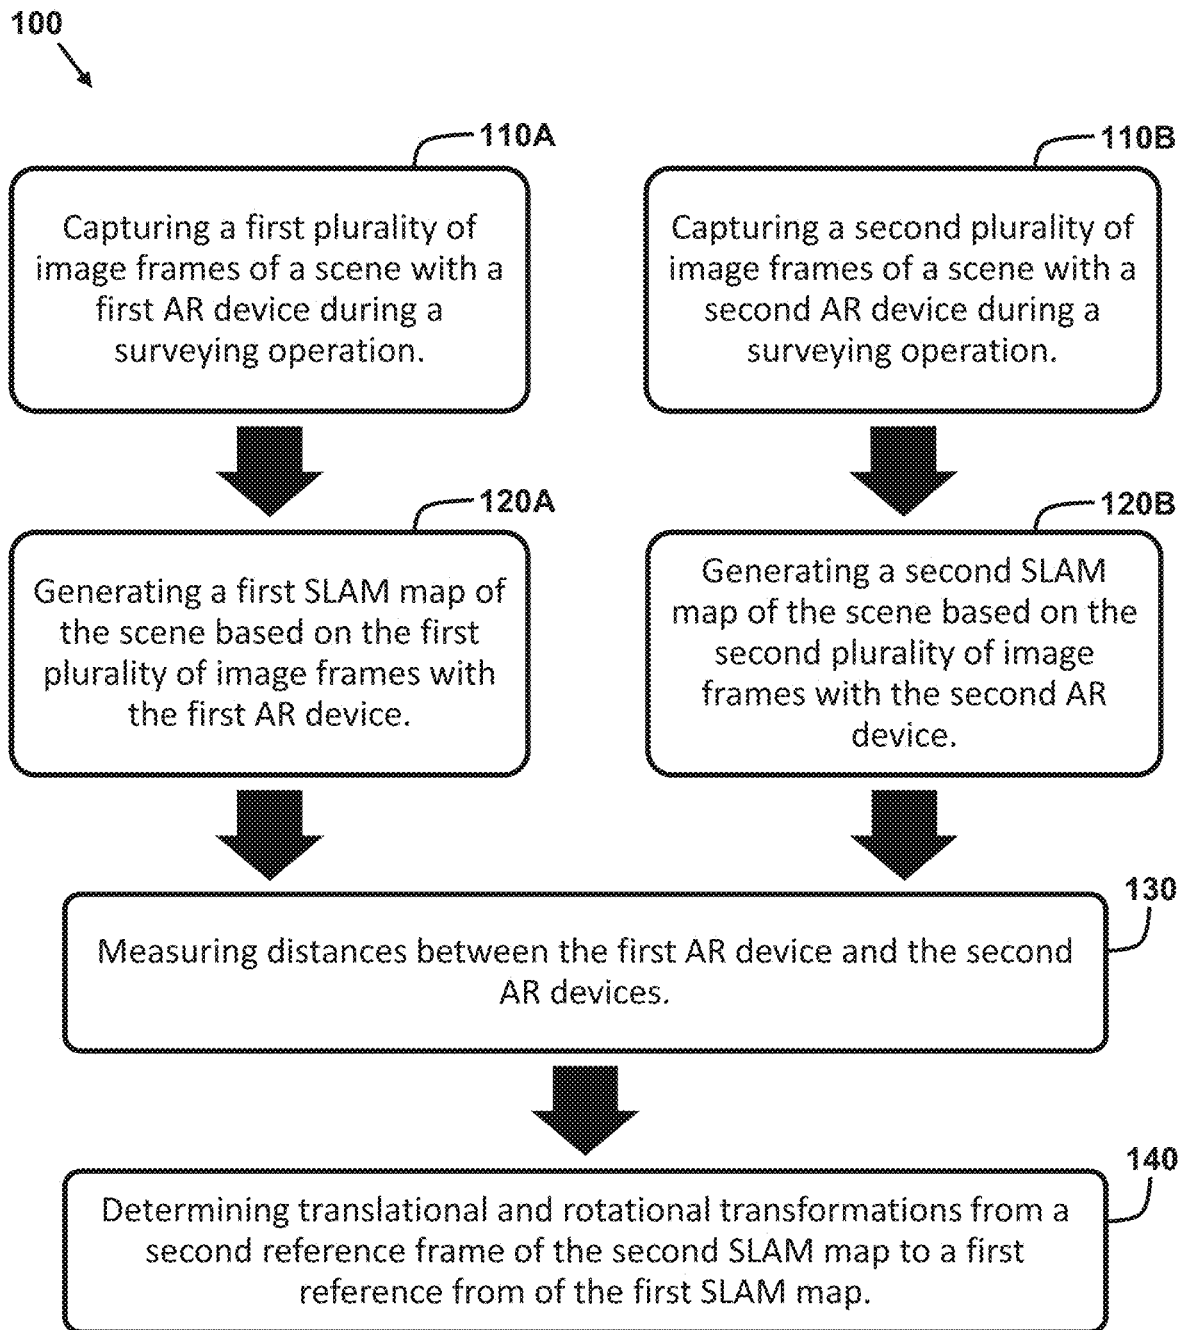 100
110A
Capturing a first plurality of
image frames of a scene with a
first AR device during a
surveying operation.
110B
Capturing a second plurality of
image frames of a scene with a
second AR device during a
surveying operation.
120A
Generating a first SLAM map of
the scene based on the first
plurality of image frames with
the first AR device.
120B
Generating a second SLAM
map of the scene based on the
second plurality of image
frames with the second AR
device.
130
Measuring distances between the first AR device and the second
AR devices.
140
Determining translational and rotational transformations from a
second reference frame of the second SLAM map to a first
reference from of the first SLAM map.